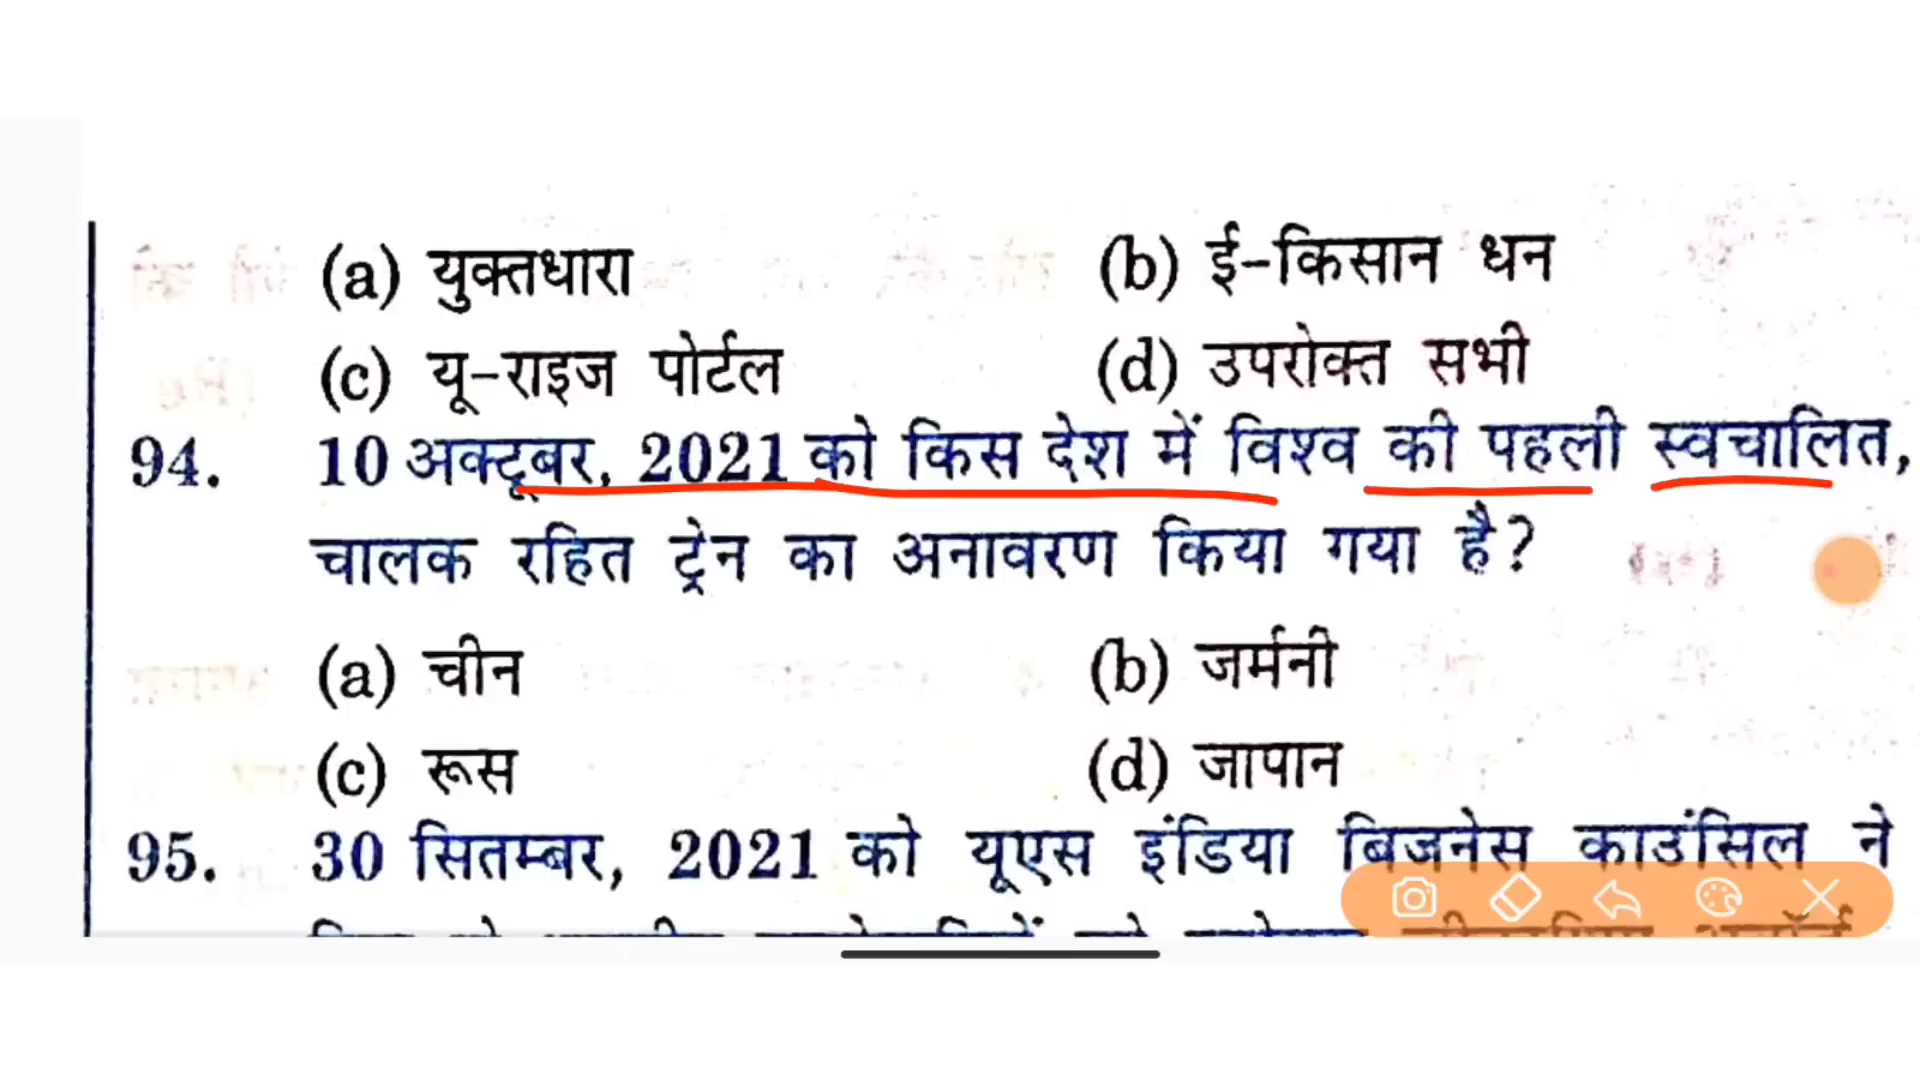 (a) युक्तधारा (b) ई-किसान धन
(c) यू-राइज पोर्टल (d) उपरोक्त सभी
94. 10 अक्टूबर, 2021 को किस देश में विश्व की पहली स्वचालित,
चालक रहित ट्रेन का अनावरण किया गया है?
(a) चीन (b) जर्मनी
(c) रूस (d) जापान
95. 30 सितम्बर, 2021 को यूएस इंडिया बिजनेस काउंसिल ने